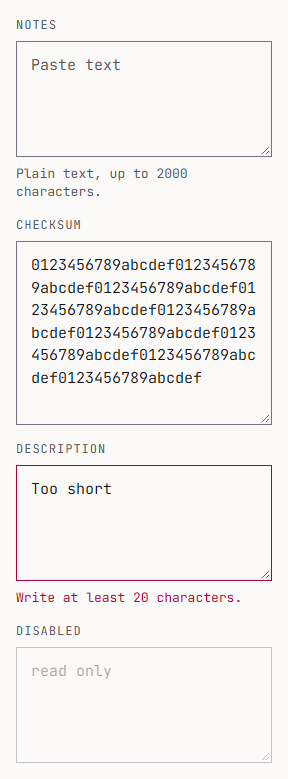 NOTES
Paste text
Plain text, up to 2000
characters.
CHECKSUM
0123456789abcdef012345678
9abcdef0123456789abcdef01
23456789abcdef0123456789a
bcdef0123456789abcdef0123
456789abcdef0123456789abc
def0123456789abcdef
DESCRIPTION
Too short
Write at least 20 characters.
DISABLED
read only